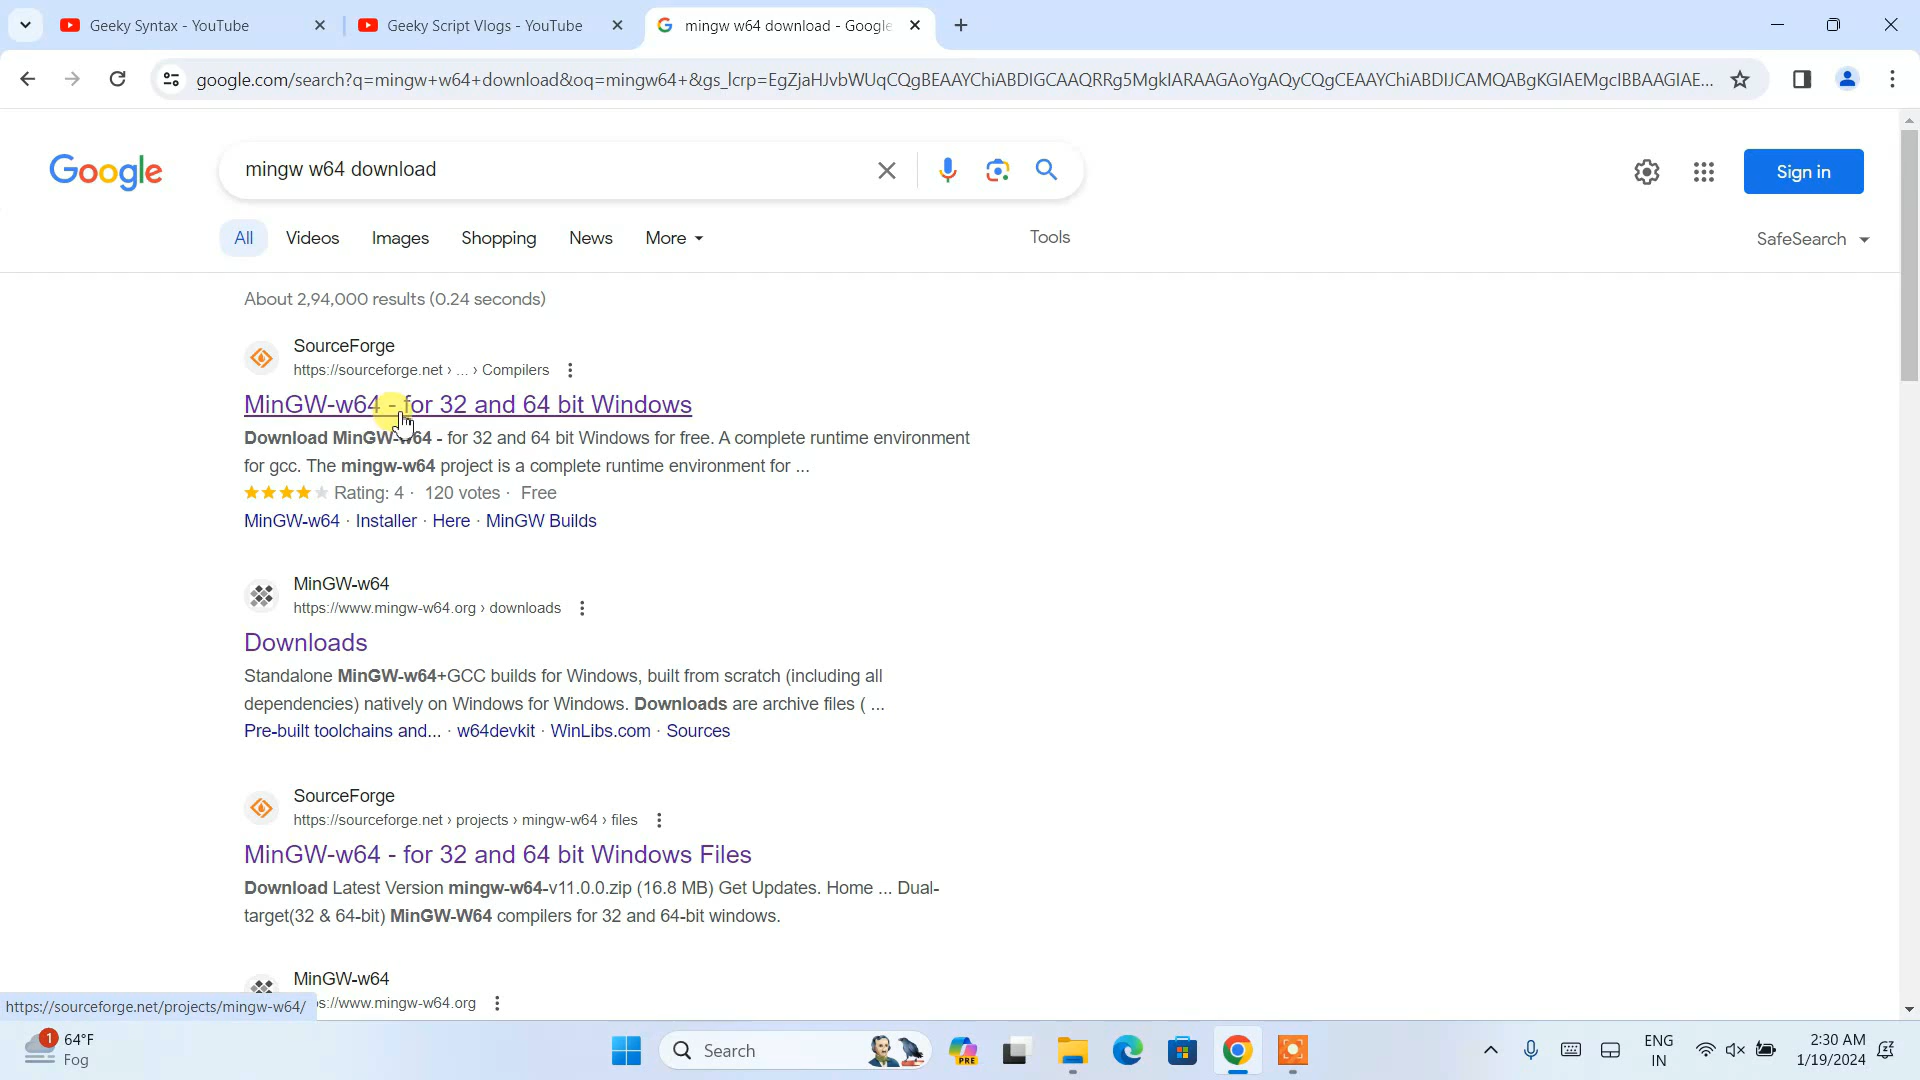 Geeky Syntax - YouTube
Geeky Script Vlogs - YouTube
mingw w64 download - Google
google.com/search?q=mingw+w64+download&oq=mingw64+&gs_lcrp=EgZjaHJvbWUqCQgBEAAYChiABDIGCAAQRRg5MgkIARAAGAoYgAQyCQgCEAAYChiABDIJCAMQABgKGIAEMgcIBBAAGIAE...
Google
mingw w64 download
Sign in
All
Videos
Images
Shopping
News
More
Tools
SafeSearch
About 2,94,000 results (0.24 seconds)
SourceForge
https://sourceforge.net › ... › Compilers
MinGW-w64 - for 32 and 64 bit Windows
Download MinGW-w64 - for 32 and 64 bit Windows for free. A complete runtime environment
for gcc. The mingw-w64 project is a complete runtime environment for ...
Rating: 4 · 120 votes · Free
MinGW-w64 · Installer · Here · MinGW Builds
MinGW-w64
https://www.mingw-w64.org › downloads
Downloads
Standalone MinGW-w64+GCC builds for Windows, built from scratch (including all
dependencies) natively on Windows for Windows. Downloads are archive files ( ...
Pre-built toolchains and... · w64devkit · WinLibs.com · Sources
SourceForge
https://sourceforge.net › projects › mingw-w64 › files
MinGW-w64 - for 32 and 64 bit Windows Files
Download Latest Version mingw-w64-v11.0.0.zip (16.8 MB) Get Updates. Home ... Dual-
target(32 & 64-bit) MinGW-W64 compilers for 32 and 64-bit windows.
MinGW-w64
s://www.mingw-w64.org
https://sourceforge.net/projects/mingw-w64/
1
64°F
Fog
Search
PRE
ENG
IN
2:30 AM
1/19/2024